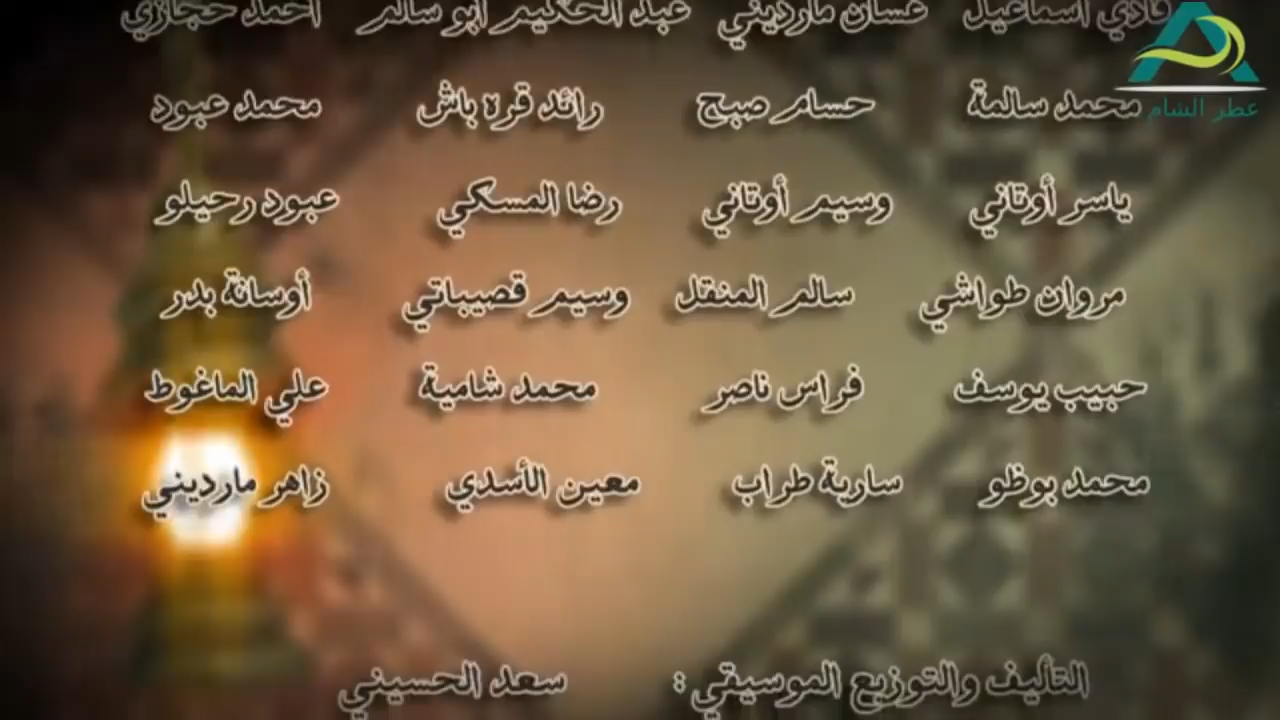 فادي اسماعيل غسان مارديني عبد الحكيم ابو سالم احمد حجازي
محمد سالمة حسام صبح رائد قره باش محمد عبود
عطر الشام
ياسر أوتاني وسيم أوتاني رضا المسكي عبود رحيلو
مروان طواشي سالم المنقل وسيم قصيباتي أوسانة بدر
حبيب يوسف فراس ناصر محمد شامية علي الماغوط
محمد بوظو سارية طراب معين الأسدي زاهر مارديني
التأليف والتوزيع الموسيقي : سعد الحسيني